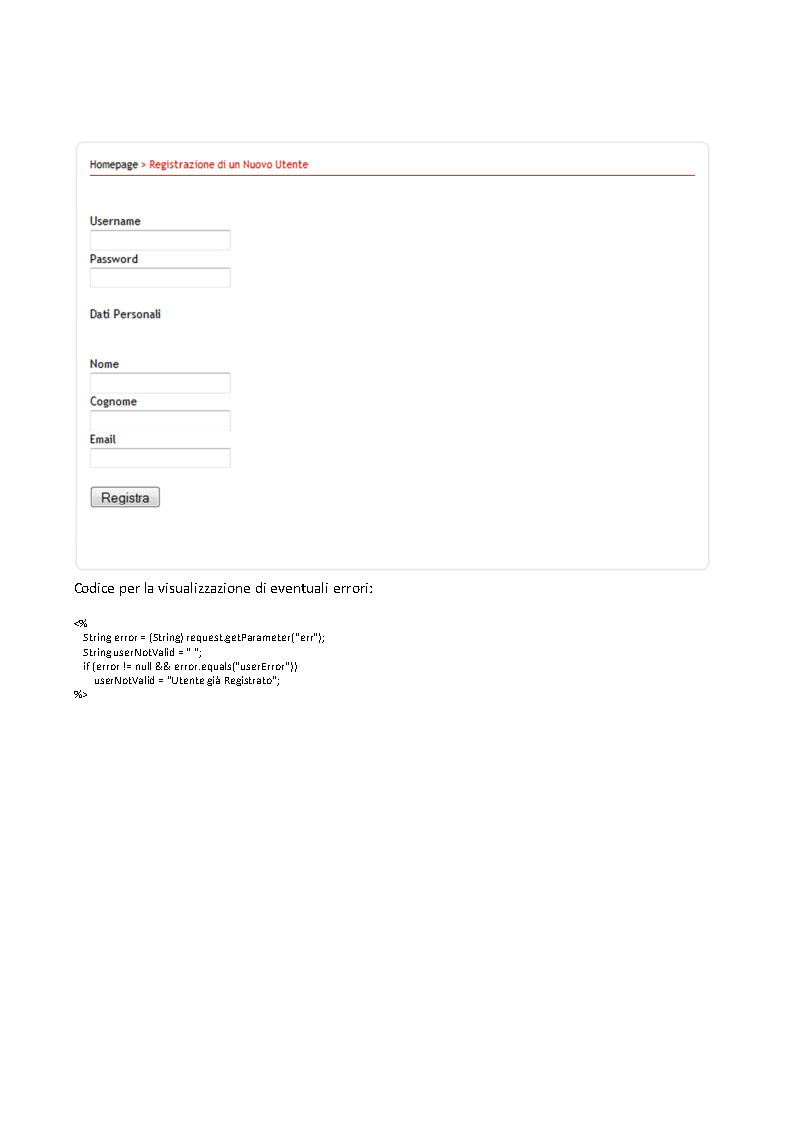 Homepage > Registrazione di un Nuovo Utente
Username
Password
Dati Personali
Nome
Cognome
Email
Registra
Codice per la visualizzazione di eventuali errori:
<%
String error = (String) request.getParameter("err");
String userNotValid = " ";
if (error != null && error.equals("userError"))
userNotValid = "Utente già Registrato";
%>